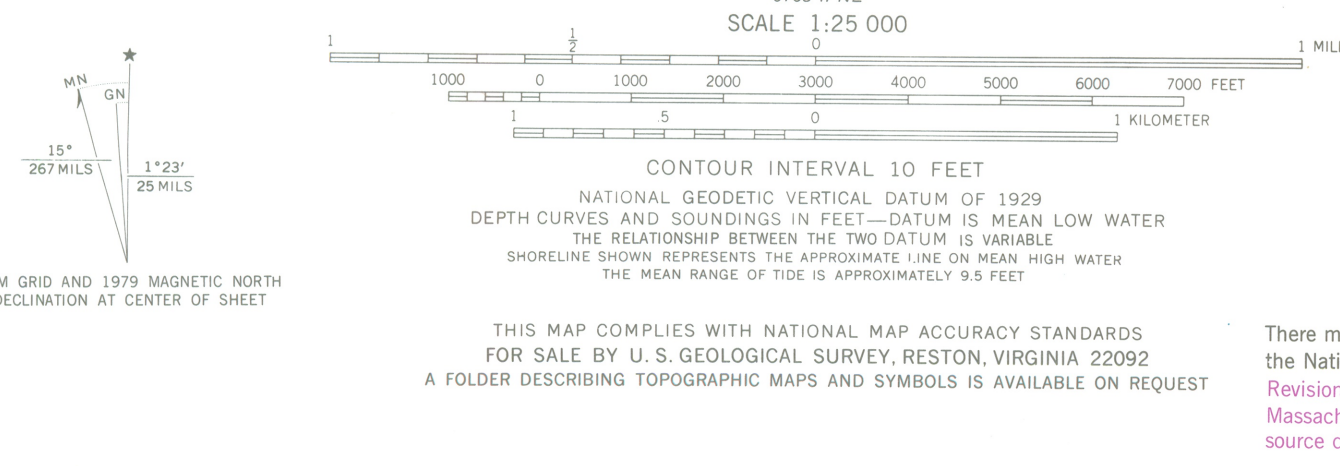 SCALE 1:25 000
1 1/2 0 1 MILE
1000 0 1000 2000 3000 4000 5000 6000 7000 FEET
1 .5 0 1 KILOMETER
CONTOUR INTERVAL 10 FEET
NATIONAL GEODETIC VERTICAL DATUM OF 1929
DEPTH CURVES AND SOUNDINGS IN FEET—DATUM IS MEAN LOW WATER
THE RELATIONSHIP BETWEEN THE TWO DATUM IS VARIABLE
SHORELINE SHOWN REPRESENTS THE APPROXIMATE LINE ON MEAN HIGH WATER
THE MEAN RANGE OF TIDE IS APPROXIMATELY 9.5 FEET
THIS MAP COMPLIES WITH NATIONAL MAP ACCURACY STANDARDS
FOR SALE BY U. S. GEOLOGICAL SURVEY, RESTON, VIRGINIA 22092
A FOLDER DESCRIBING TOPOGRAPHIC MAPS AND SYMBOLS IS AVAILABLE ON REQUEST
★
MN
GN
15°
267 MILS
1°23′
25 MILS
M GRID AND 1979 MAGNETIC NORTH
DECLINATION AT CENTER OF SHEET
There m
the Nati
Revision
Massach
source c